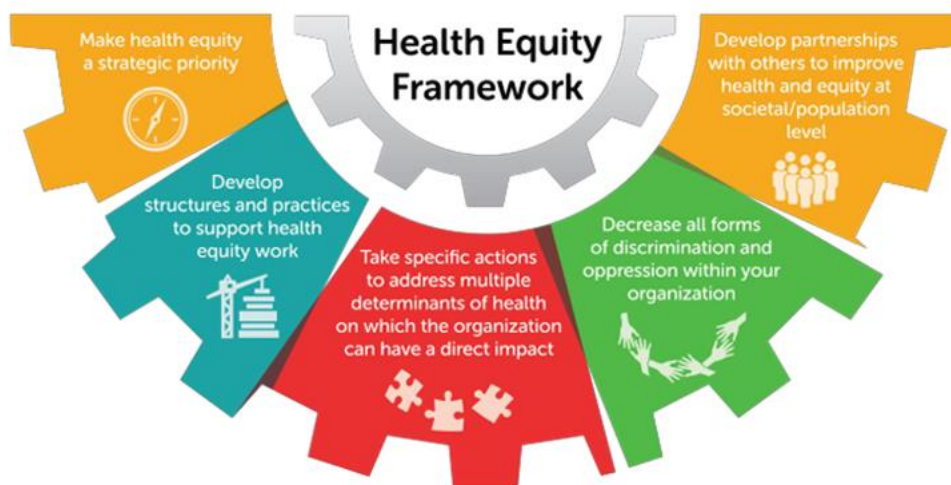 Health Equity
Framework
Make health equity
a strategic priority
Develop
structures and practices
to support health
equity work
Take specific actions
to address multiple
determinants of health
on which the organization
can have a direct impact
Decrease all forms
of discrimination and
oppression within your
organization
Develop partnerships
with others to improve
health and equity at
societal/population
level